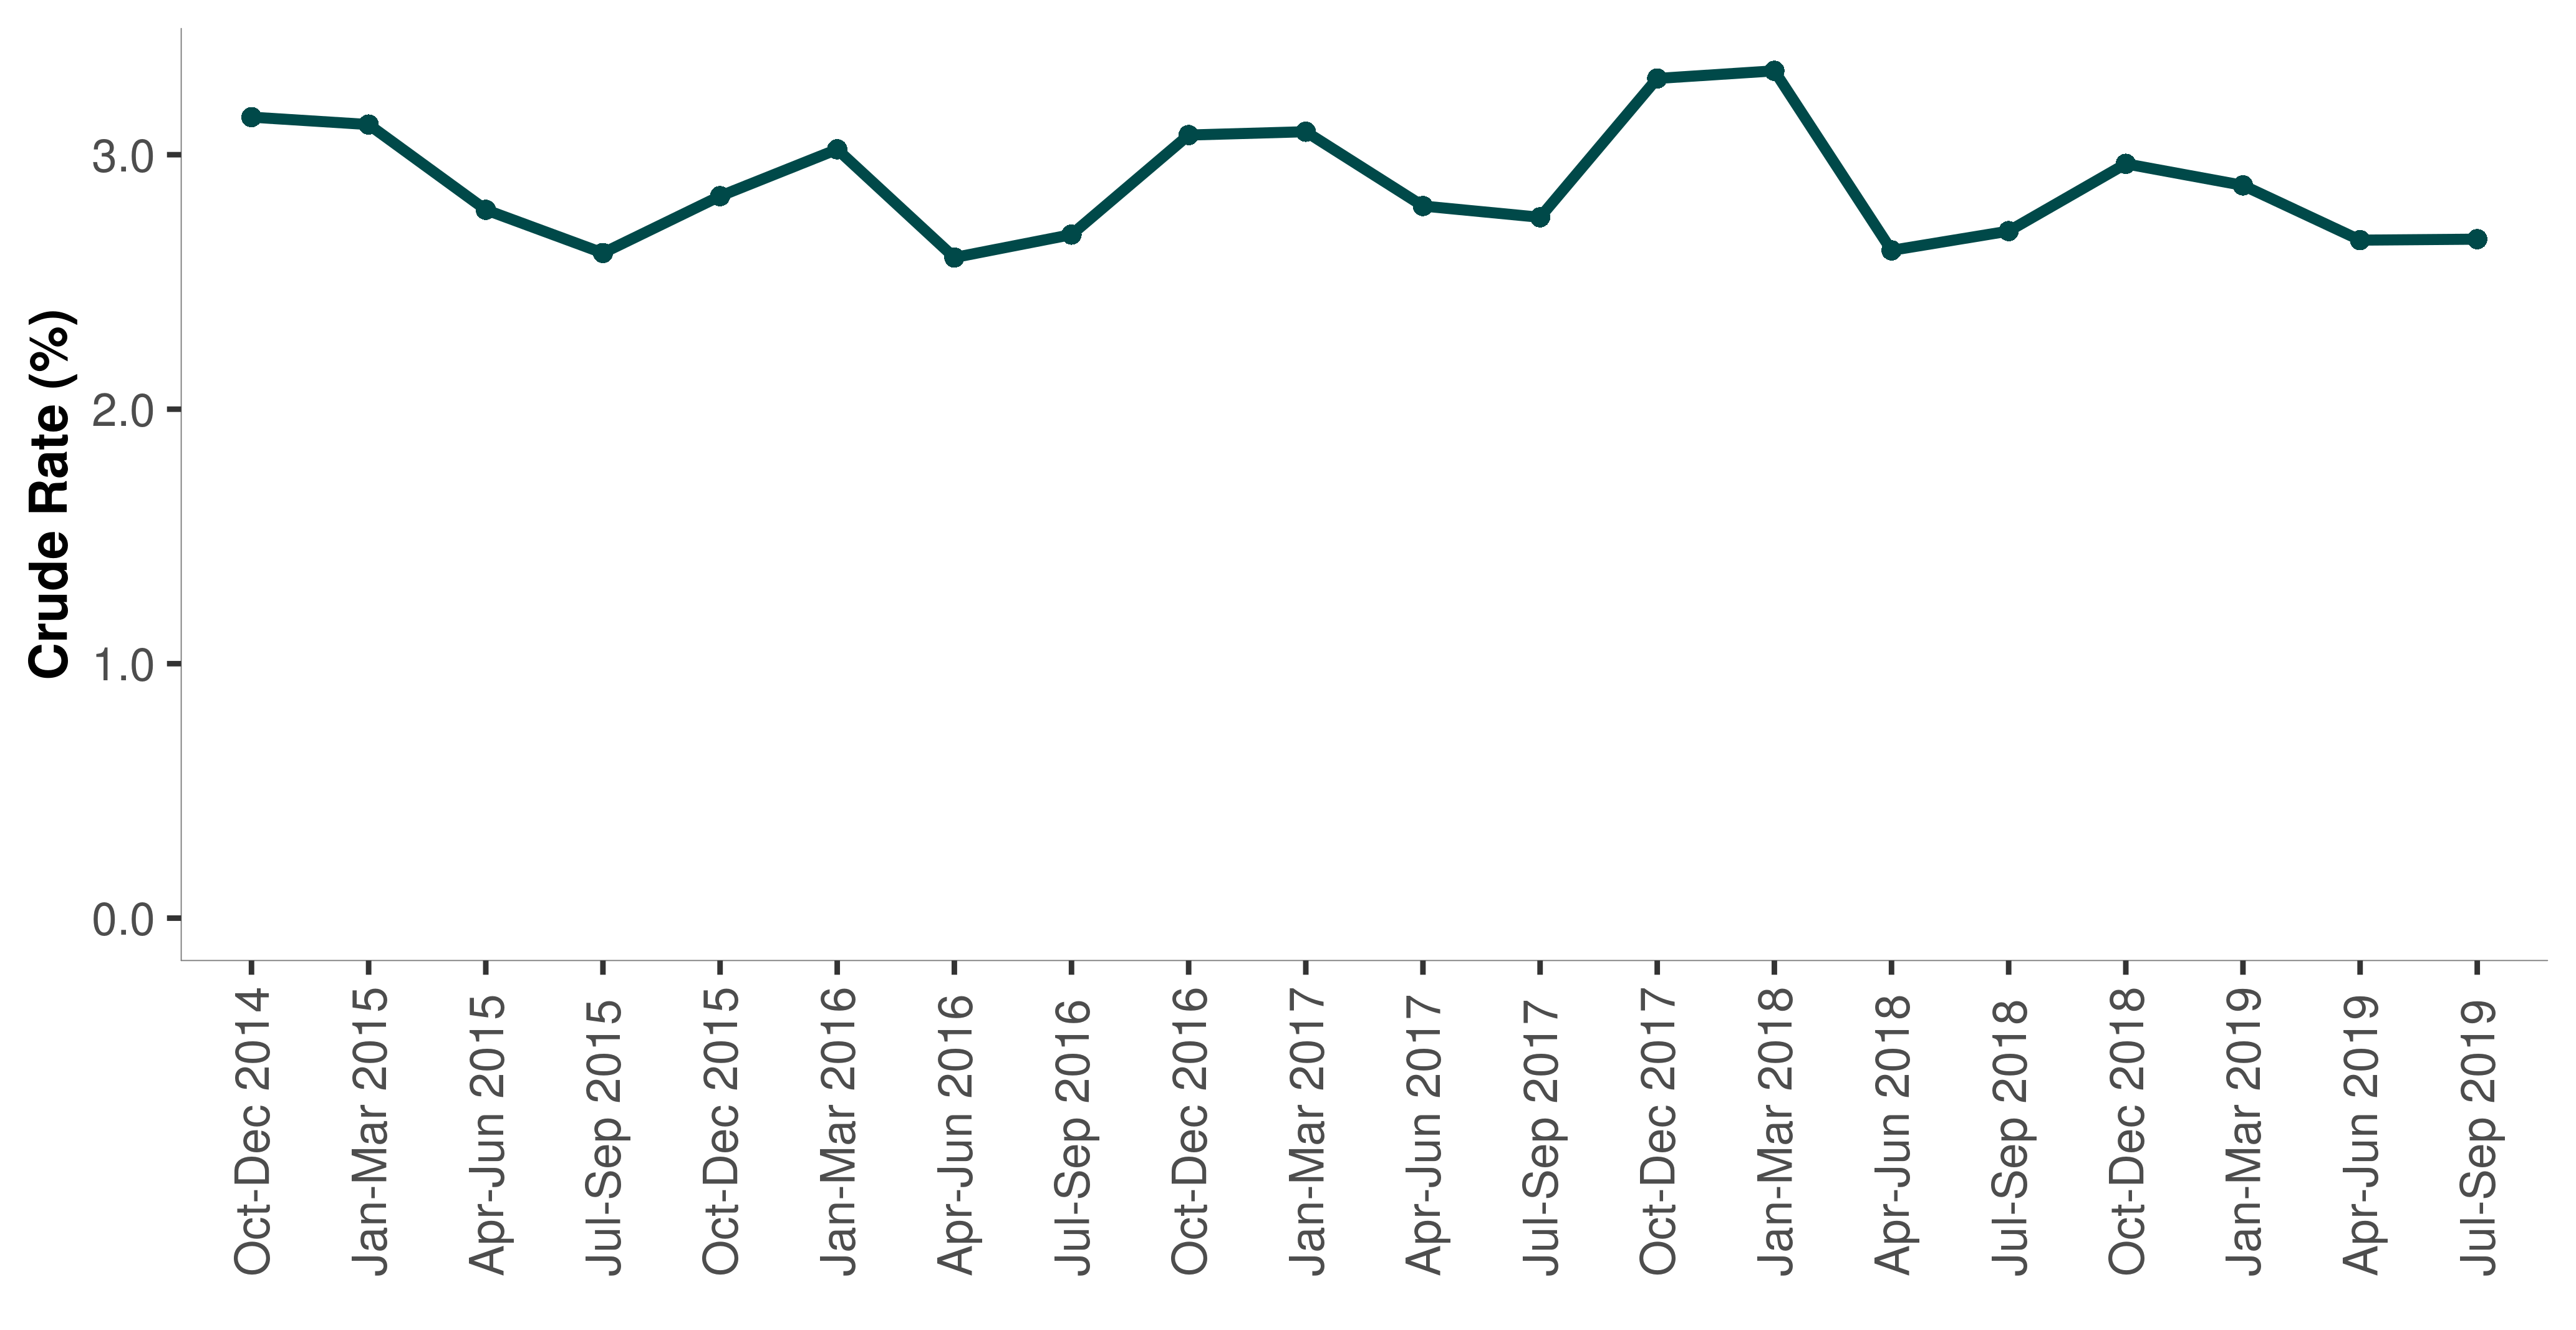 Crude Rate (%)
3.0
2.0
1.0
0.0
Oct-Dec 2014
Jan-Mar 2015
Apr-Jun 2015
Jul-Sep 2015
Oct-Dec 2015
Jan-Mar 2016
Apr-Jun 2016
Jul-Sep 2016
Oct-Dec 2016
Jan-Mar 2017
Apr-Jun 2017
Jul-Sep 2017
Oct-Dec 2017
Jan-Mar 2018
Apr-Jun 2018
Jul-Sep 2018
Oct-Dec 2018
Jan-Mar 2019
Apr-Jun 2019
Jul-Sep 2019